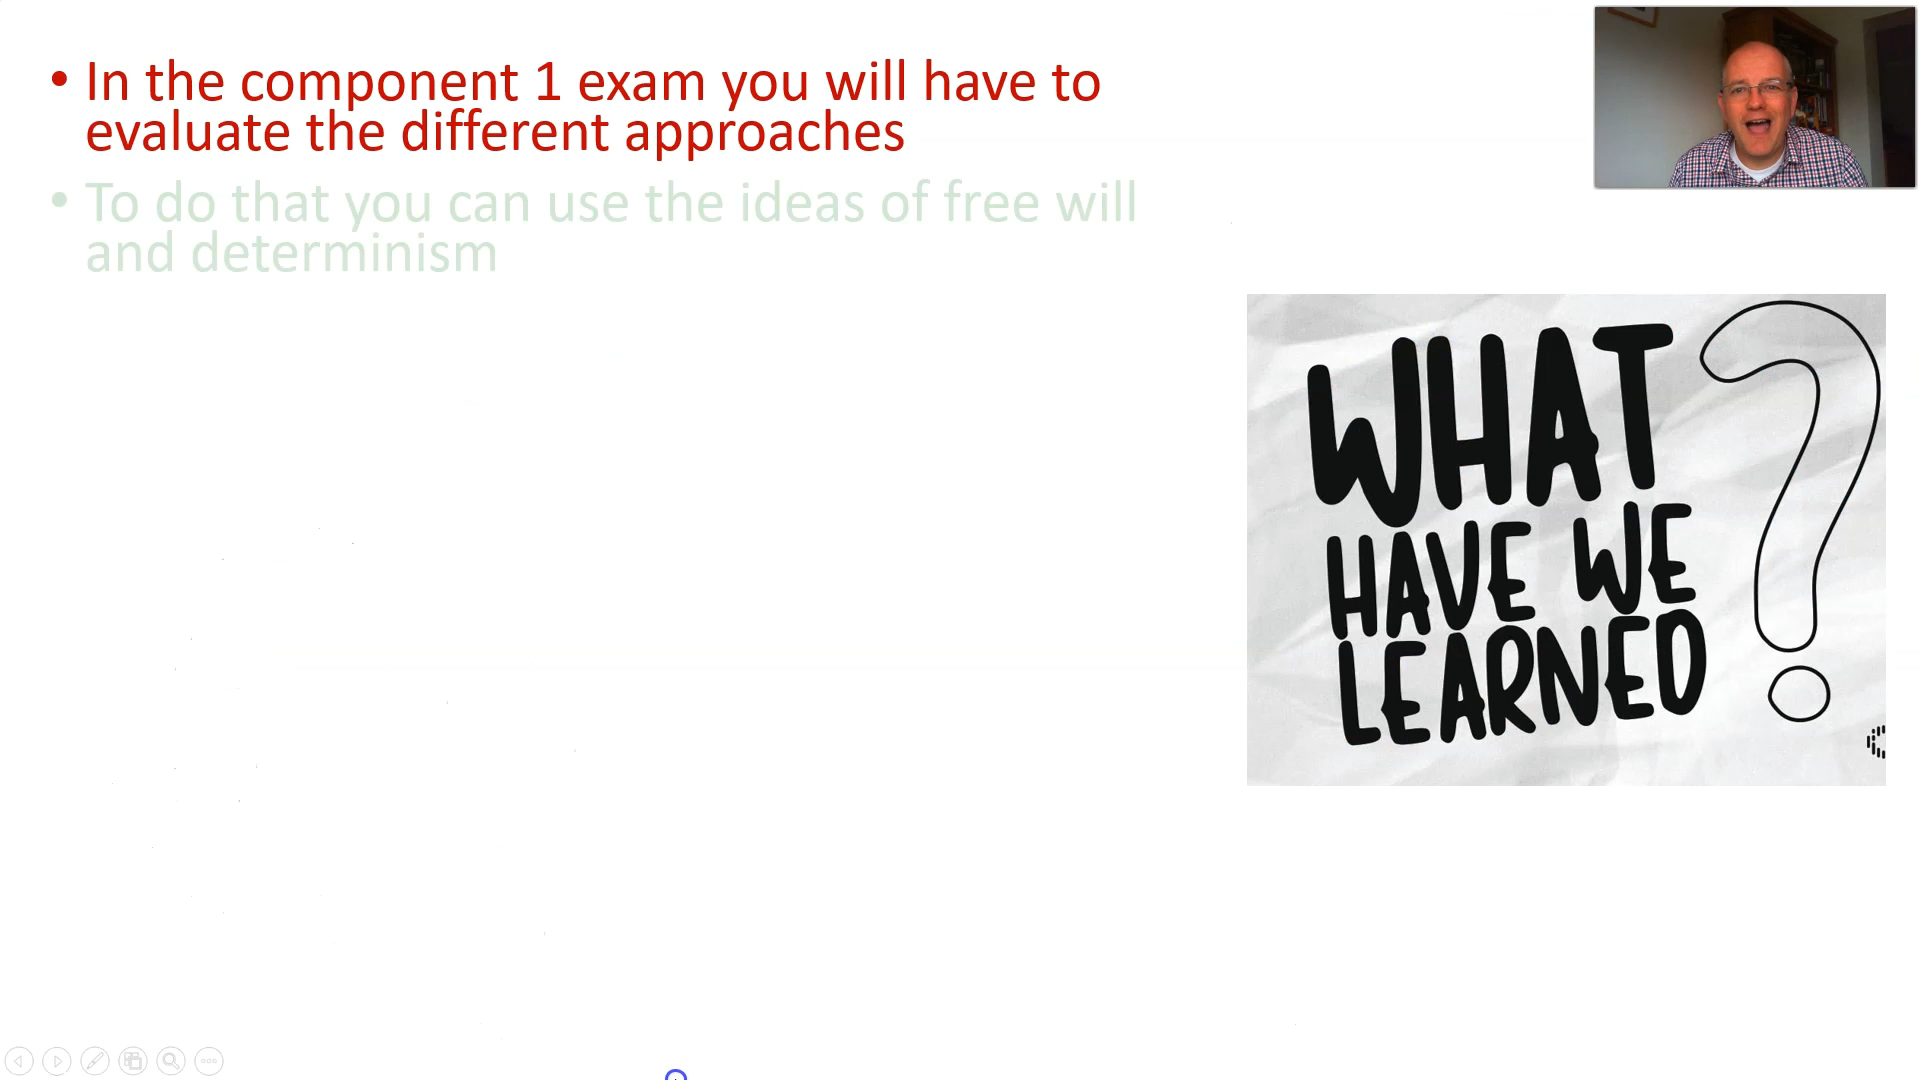 • In the component 1 exam you will have to
evaluate the different approaches
• To do that you can use the ideas of free will
and determinism
WHAT
HAVE WE
LEARNED
?